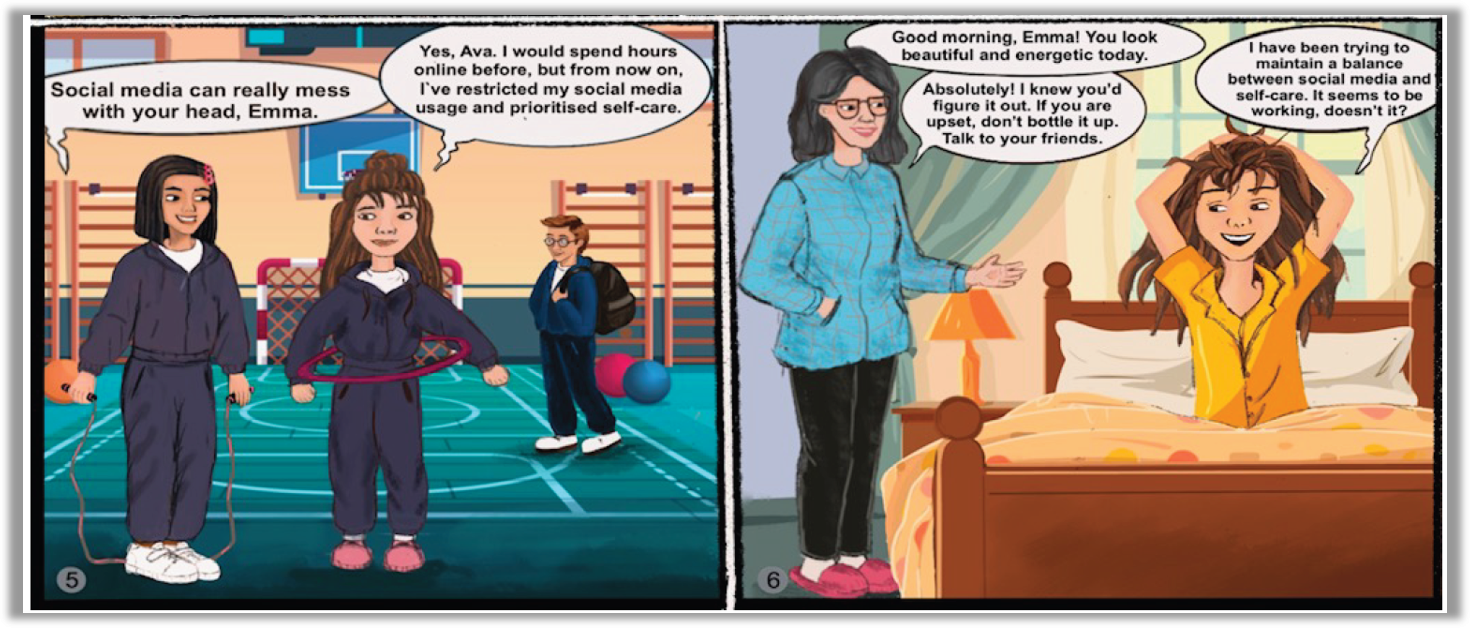 Social media can really mess
with your head, Emma.
Yes, Ava. I would spend hours
online before, but from now on,
I`ve restricted my social media
usage and prioritised self-care.
5
Good morning, Emma! You look
beautiful and energetic today.
I have been trying to
maintain a balance
between social media and
self-care. It seems to be
working, doesn't it?
Absolutely! I knew you'd
figure it out. If you are
upset, don't bottle it up.
Talk to your friends.
6